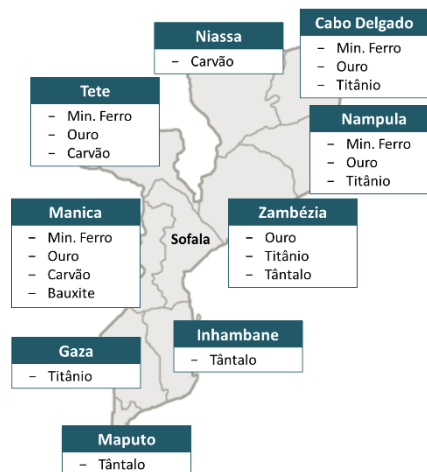 Cabo Delgado
– Min. Ferro
– Ouro
– Titânio
Niassa
– Carvão
Tete
– Min. Ferro
– Ouro
– Carvão
Nampula
– Min. Ferro
– Ouro
– Titânio
Manica
– Min. Ferro
– Ouro
– Carvão
– Bauxite
Sofala
Zambézia
– Ouro
– Titânio
– Tântalo
Inhambane
– Tântalo
Gaza
– Titânio
Maputo
– Tântalo